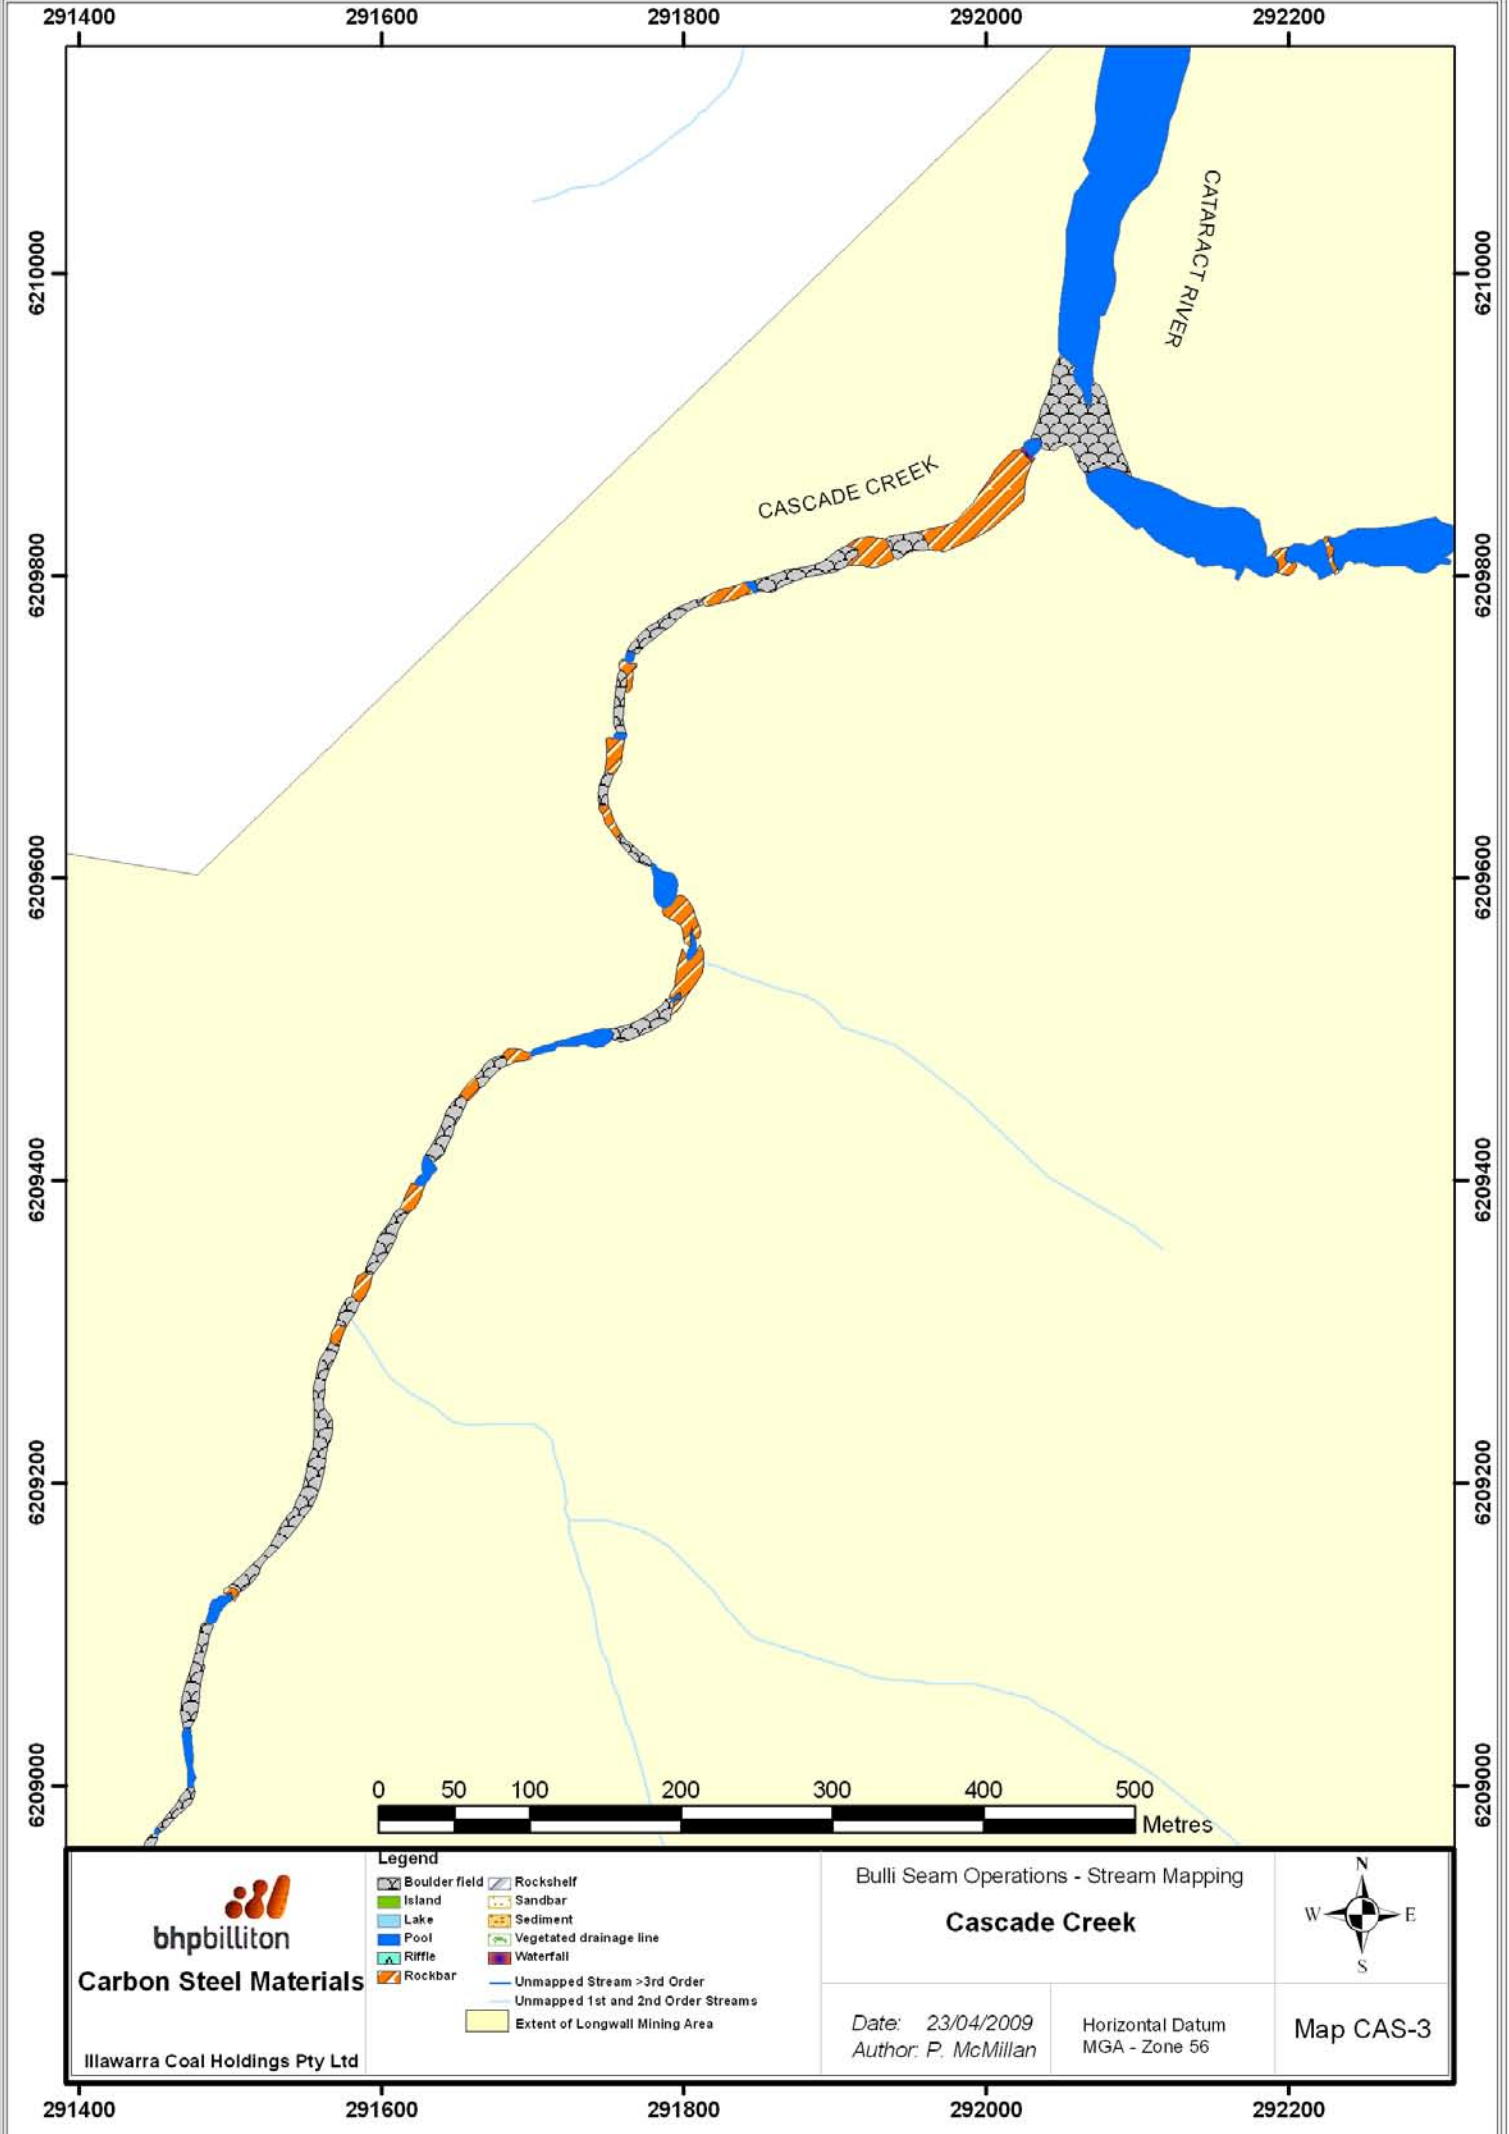 291400 291600 291800 292000 292200
CATARACT RIVER
6210000 6210000
CASCADE CREEK
6209800 6209800
6209600 6209600
6209400 6209400
6209200 6209200
6209000 6209000
0 50 100 200 300 400 500
Metres
bhpbilliton
Carbon Steel Materials
Illawarra Coal Holdings Pty Ltd
Legend
Boulder field Rockshelf
Island Sandbar
Lake Sediment
Pool Vegetated drainage line
Riffle Waterfall
Rockbar
Unmapped Stream >3rd Order
Unmapped 1st and 2nd Order Streams
Extent of Longwall Mining Area
Bulli Seam Operations - Stream Mapping
Cascade Creek
Date: 23/04/2009
Author: P. McMillan
Horizontal Datum
MGA - Zone 56
N
W E
S
Map CAS-3
291400 291600 291800 292000 292200